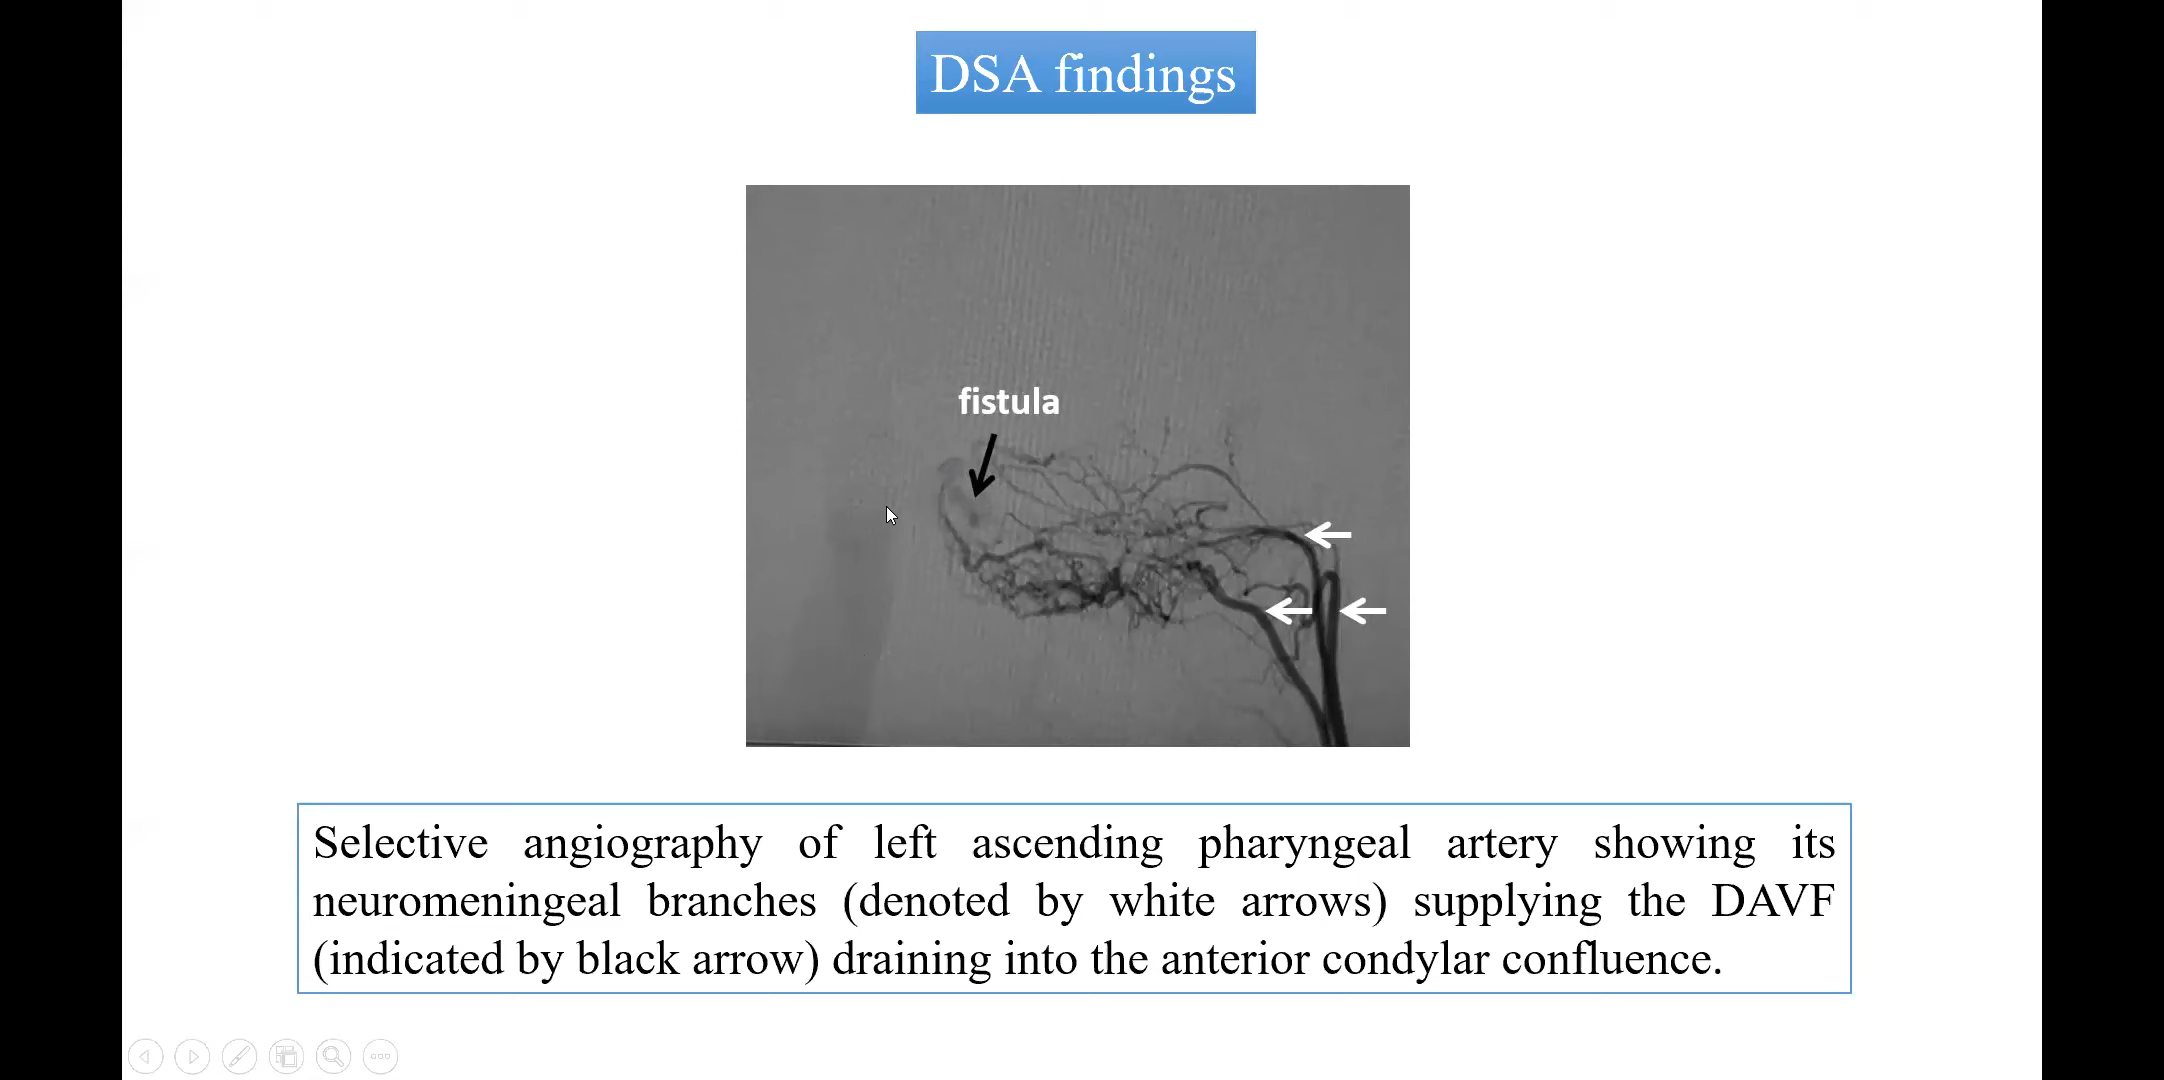 DSA findings
fistula
Selective angiography of left ascending pharyngeal artery showing its
neuromeningeal branches (denoted by white arrows) supplying the DAVF
(indicated by black arrow) draining into the anterior condylar confluence.